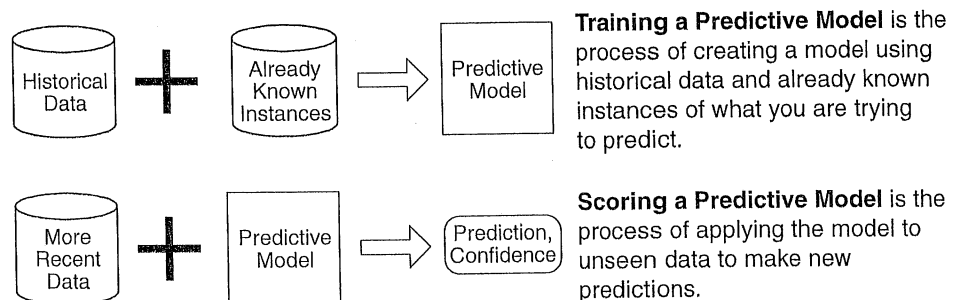 Historical
Data
Already
Known
Instances
Predictive
Model
Training a Predictive Model is the
process of creating a model using
historical data and already known
instances of what you are trying
to predict.
More
Recent
Data
Predictive
Model
Prediction,
Confidence
Scoring a Predictive Model is the
process of applying the model to
unseen data to make new
predictions.